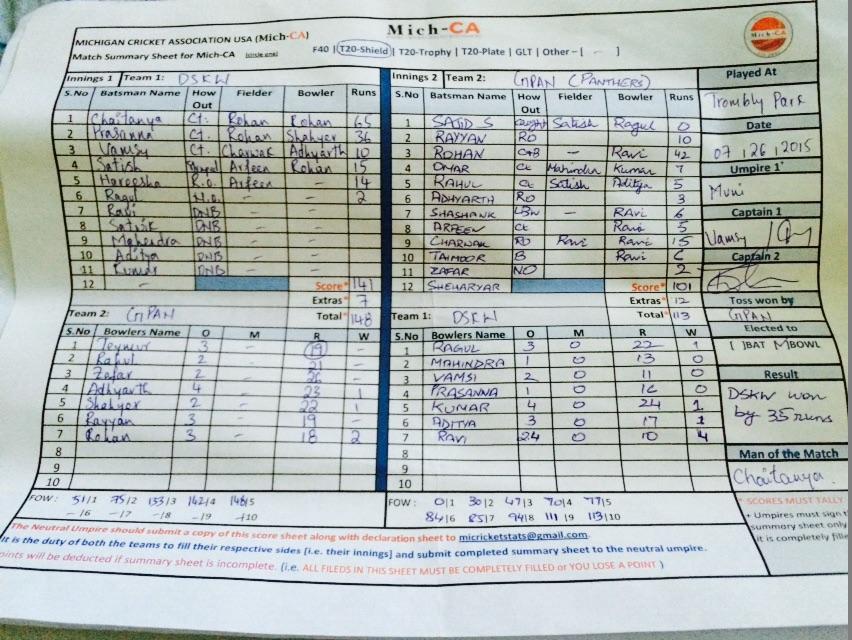 MICHIGAN CRICKET ASSOCIATION USA (Mich-CA)
Mich-CA
Match Summary Sheet for Mich-CA (circle one) F40 | T20-Shield | T20-Trophy | T20-Plate | GLT | Other – [ - ]
Innings 1 Team 1: DSKW
S.No Batsman Name How Out Fielder Bowler Runs
1 Chaitanya Ct. Rohan Rohan 65
2 Prasanna Ct. Rohan Shahyor 36
3 Vamsy Ct. Charwak Adhyarth 10
4 Satish Arfeen Rohan 15
5 Hareesha R.O. Arfeen - 14
6 Ragul N.O. - - 2
7 Ravi DNB
8 Satwik DNB
9 Mahendra DNB
10 Aditya DNB
11 Kumar DNB
12 - Score* 141
Extras* 7
Total* 148
Innings 2 Team 2: GPAN (PANTHERS)
S.No Batsman Name How Out Fielder Bowler Runs
1 SAJID S caught Satish Ragul 0
2 RAYYAN RO 10
3 ROHAN C&B - Ravi 42
4 OMAR Ct Mahindra Kumar 7
5 RAHUL Ct Satish Aditya 5
6 ADHYARTH RO 3
7 SHASHANK LBW - RAvi 6
8 ARFEEN Ct Ravi 5
9 CHARWAK RO Ravi Ravi 15
10 TAIMOOR B Ravi 6
11 ZAFAR NO 2
12 SHEHARYAR Score* 101
Extras* 12
Total* 113
Team 2: GPAN
S.No Bowlers Name O M R W
1 Teymur 3 - 19 -
2 Rahul 2 - 21 -
3 Zafar 2 - -
4 Adhyarth 4 - 23 1
5 Shahyor 2 - 22 1
6 Rayyan 3 - 19 -
7 Rohan 3 - 18 2
8
9
10
FOW : 51/1 75/2 133/3 142/4 148/5
-/6 -/7 -/8 -/9 -/10
Team 1: DSKW
S.No Bowlers Name O M R W
1 RAGUL 3 0 22 1
2 MAHINDRA 1 0 13 0
3 VAMSI 2 0 11 0
4 PRASANNA 1 0 0
5 KUMAR 4 0 24 1
6 ADITYA 3 0 17 1
7 RAVI 2.4 0 10 4
8
9
10
FOW : 0/1 30/2 47/3 70/4 77/5
84/6 85/7 94/8 111/9 113/10
Played At
Trombly Park
Date
07 | 26 | 2015
Umpire 1*
Muni
Captain 1
Vamsy
Captain 2
Toss won by
GPAN
Elected to
[ ]BAT [ ]BOWL
Result
DSKW won
by 35 runs
Man of the Match
Chaitanya.
* SCORES MUST TALLY
+ Umpires must sign
summary sheet only
it is completely
The Neutral Umpire should submit a copy of this score sheet along with declaration sheet to micricketstats@gmail.com.
It is the duty of both the teams to fill their respective sides [i.e. their innings] and submit completed summary sheet to the neutral umpire.
will be deducted if summary sheet is incomplete. (i.e. ALL FILEDS IN THIS SHEET MUST BE COMPLETELY FILLED or YOU LOSE A POINT )